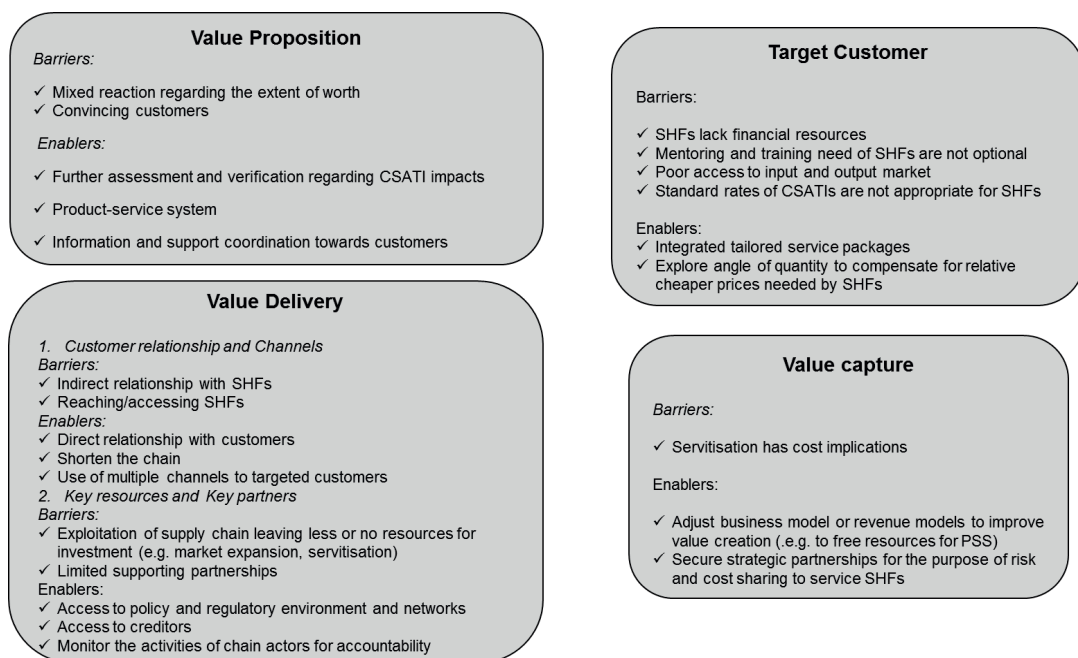 Value Proposition
Barriers:
✓ Mixed reaction regarding the extent of worth
✓ Convincing customers
Enablers:
✓ Further assessment and verification regarding CSATI impacts
✓ Product-service system
✓ Information and support coordination towards customers
Target Customer
Barriers:
✓ SHFs lack financial resources
✓ Mentoring and training need of SHFs are not optional
✓ Poor access to input and output market
✓ Standard rates of CSATIs are not appropriate for SHFs
Enablers:
✓ Integrated tailored service packages
✓ Explore angle of quantity to compensate for relative
cheaper prices needed by SHFs
Value Delivery
1. Customer relationship and Channels
Barriers:
✓ Indirect relationship with SHFs
✓ Reaching/accessing SHFs
Enablers:
✓ Direct relationship with customers
✓ Shorten the chain
✓ Use of multiple channels to targeted customers
2. Key resources and Key partners
Barriers:
✓ Exploitation of supply chain leaving less or no resources for
investment (e.g. market expansion, servitisation)
✓ Limited supporting partnerships
Enablers:
✓ Access to policy and regulatory environment and networks
✓ Access to creditors
✓ Monitor the activities of chain actors for accountability
Value capture
Barriers:
✓ Servitisation has cost implications
Enablers:
✓ Adjust business model or revenue models to improve
value creation (.e.g. to free resources for PSS)
✓ Secure strategic partnerships for the purpose of risk
and cost sharing to service SHFs